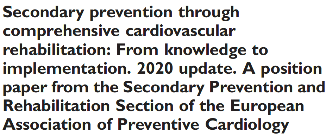 Secondary prevention through
comprehensive cardiovascular
rehabilitation: From knowledge to
implementation. 2020 update. A position
paper from the Secondary Prevention and
Rehabilitation Section of the European
Association of Preventive Cardiology